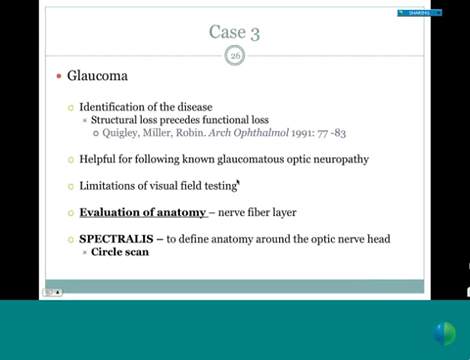 SHARING
Case 3
26
Glaucoma
Identification of the disease
Structural loss precedes functional loss
Quigley, Miller, Robin. Arch Ophthalmol 1991: 77 -83
Helpful for following known glaucomatous optic neuropathy
Limitations of visual field testing
Evaluation of anatomy – nerve fiber layer
SPECTRALIS – to define anatomy around the optic nerve head
Circle scan